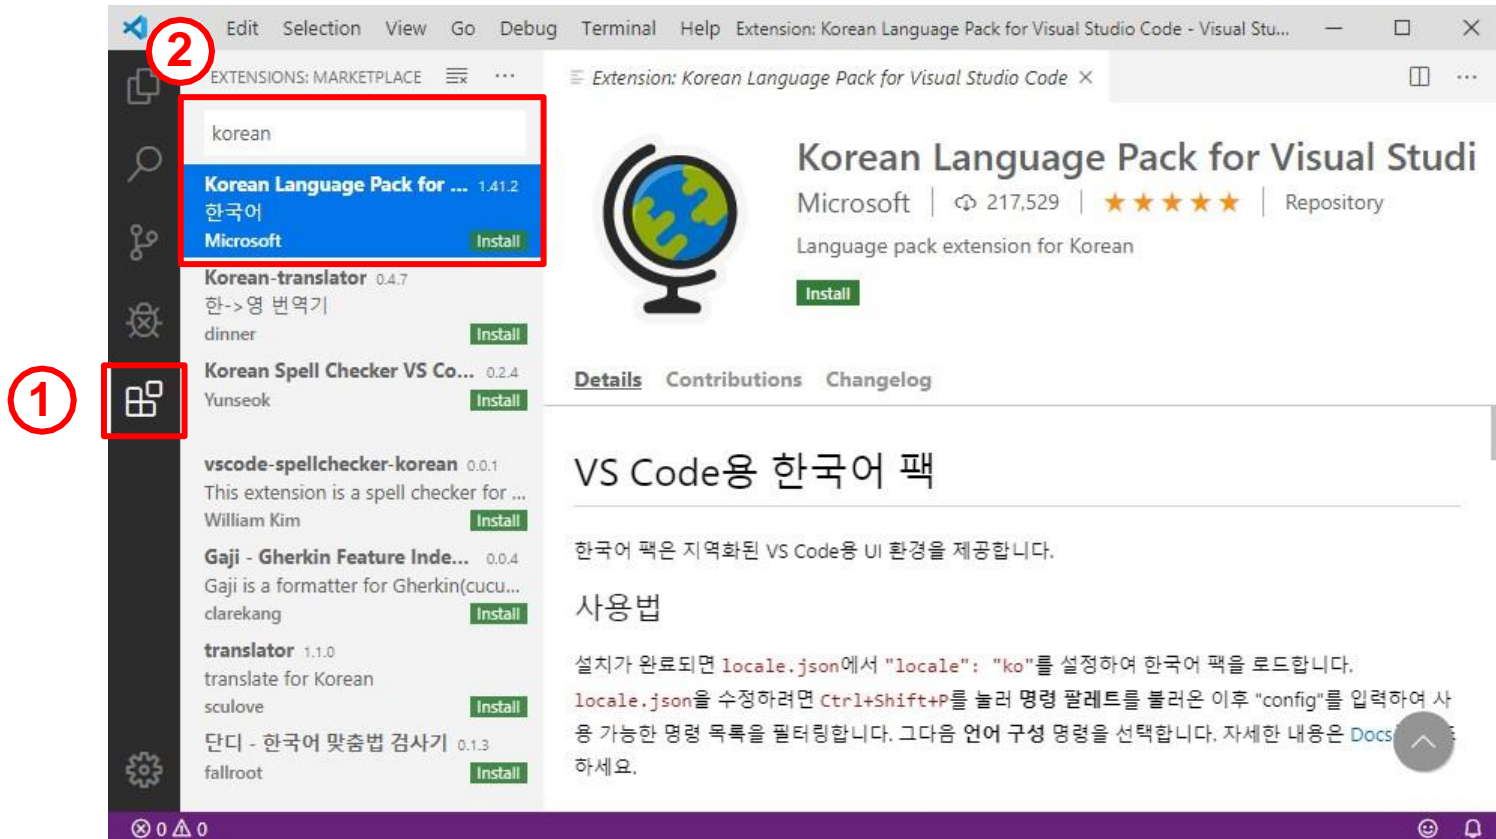 Edit Selection View Go Debug Terminal Help Extension: Korean Language Pack for Visual Studio Code - Visual Stu...
2
EXTENSIONS: MARKETPLACE
korean
Korean Language Pack for ... 1.41.2
한국어
Microsoft Install
Korean-translator 0.4.7
한->영 번역기
dinner Install
Korean Spell Checker VS Co... 0.2.4
Yunseok Install
1
vscode-spellchecker-korean 0.0.1
This extension is a spell checker for ...
William Kim Install
Gaji - Gherkin Feature Inde... 0.0.4
Gaji is a formatter for Gherkin(cucu...
clarekang Install
translator 1.1.0
translate for Korean
sculove Install
단디 - 한국어 맞춤법 검사기 0.1.3
fallroot Install
Extension: Korean Language Pack for Visual Studio Code
Korean Language Pack for Visual Studi
Microsoft 217,529 Repository
Language pack extension for Korean
Install
Details Contributions Changelog
VS Code용 한국어 팩
한국어 팩은 지역화된 VS Code용 UI 환경을 제공합니다.
사용법
설치가 완료되면 locale.json에서 "locale": "ko"를 설정하여 한국어 팩을 로드합니다.
locale.json을 수정하려면 Ctrl+Shift+P를 눌러 명령 팔레트를 불러온 이후 "config"를 입력하여 사
용 가능한 명령 목록을 필터링합니다. 그다음 언어 구성 명령을 선택합니다. 자세한 내용은 Docs
하세요.
0 0